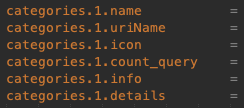 categories.1.name =
categories.1.uriName =
categories.1.icon =
categories.1.count_query =
categories.1.info =
categories.1.details =